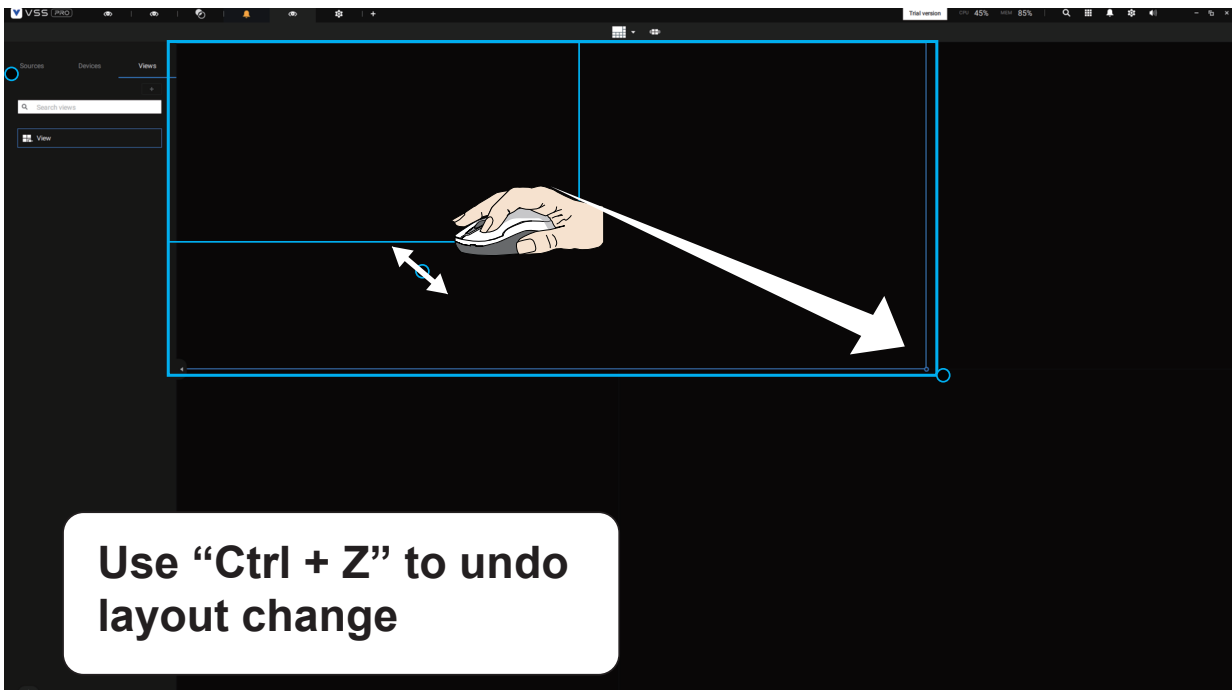 VSS PRO
Trial version CPU 45% MEM 85%
Sources Devices Views
+
Search views
View
Use “Ctrl + Z” to undo
layout change